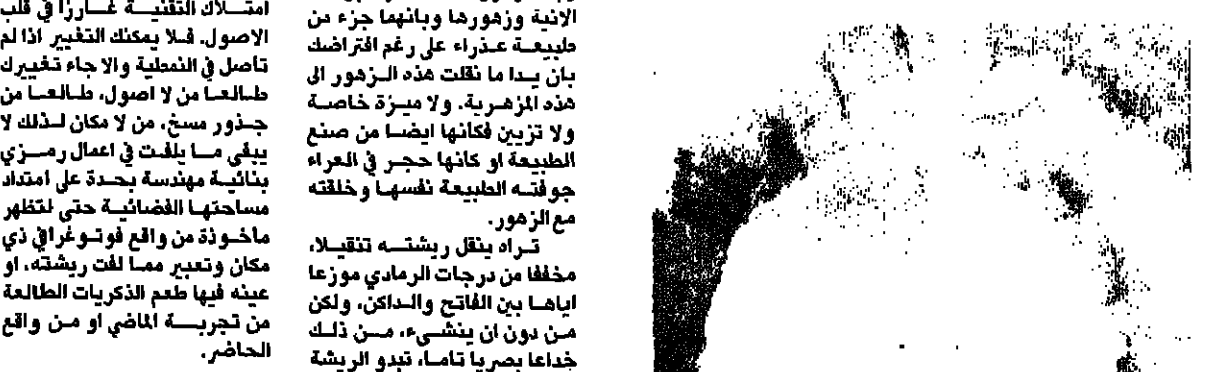 الانية وزهورها وبانهما جزء من
طبيعة عذراء على رغم افتراضك
بان يدا ما نقلت هذه الزهور الى
هذه المزهرية. ولا ميزة خاصة
ولا تزيين فكانها ايضا من صنع
الطبيعة او كانها حجر في العراء
جوفته الطبيعة نفسها وخلقته
مع الزهور.
تراه ينقل ريشته تنقيلا،
مخففا من درجات الرمادي موزعا
اياها بين الفاتح والداكن، ولكن
من دون ان ينشىء، من ذلك
خداعا بصريا تاما، تبدو الريشة
امتلاك التقنية غارزا في قلب
الاصول. فلا يمكنك التغيير اذا لم
تاصل في النمطية والا جاء تغييرك
طالعا من لا اصول، طالعا من
جذور مسخ، من لا مكان لذلك لا
يبقى ما يلفت في اعمال رمزي
بنائية مهندسة بحدة على امتداد
مساحتها الفضائية حتى لتظهر
ماخوذة من واقع فوتوغرافي ذي
مكان وتعبير مما لفت ريشته، او
عينه فيها طعم الذكريات الطالعة
من تجربة الماضي او من واقع
الحاضر.